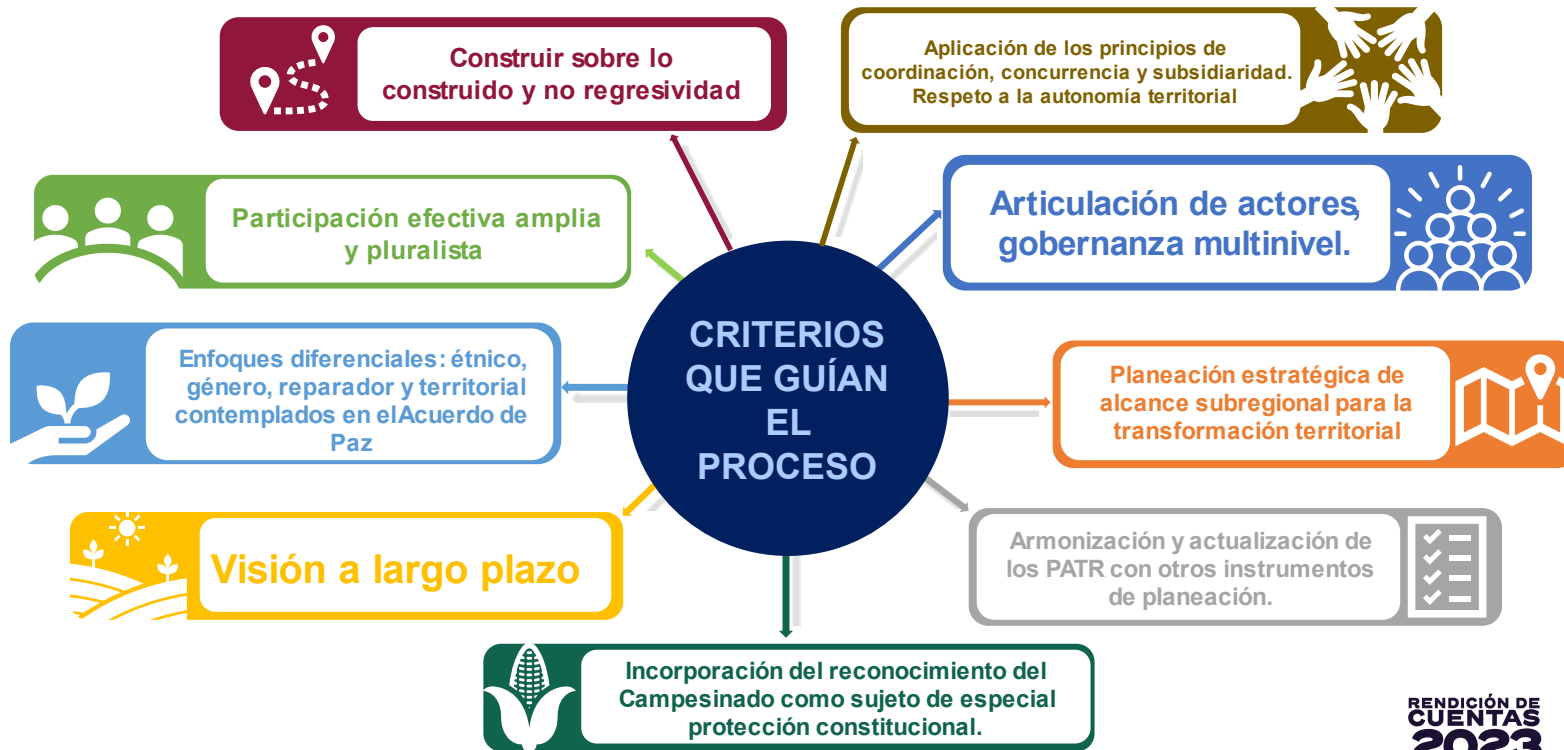 Construir sobre lo
construido y no regresividad
Aplicación de los principios de
coordinación, concurrencia y subsidiaridad.
Respeto a la autonomía territorial
Participación efectiva amplia
y pluralista
Articulación de actores,
gobernanza multinivel.
CRITERIOS
QUE GUÍAN
EL
PROCESO
Enfoques diferenciales: étnico,
género, reparador y territorial
contemplados en el Acuerdo de
Paz
Planeación estratégica de
alcance subregional para la
transformación territorial
Visión a largo plazo
Armonización y actualización de
los PATR con otros instrumentos
de planeación.
Incorporación del reconocimiento del
Campesinado como sujeto de especial
protección constitucional.
RENDICIÓN DE
CUENTAS
2023